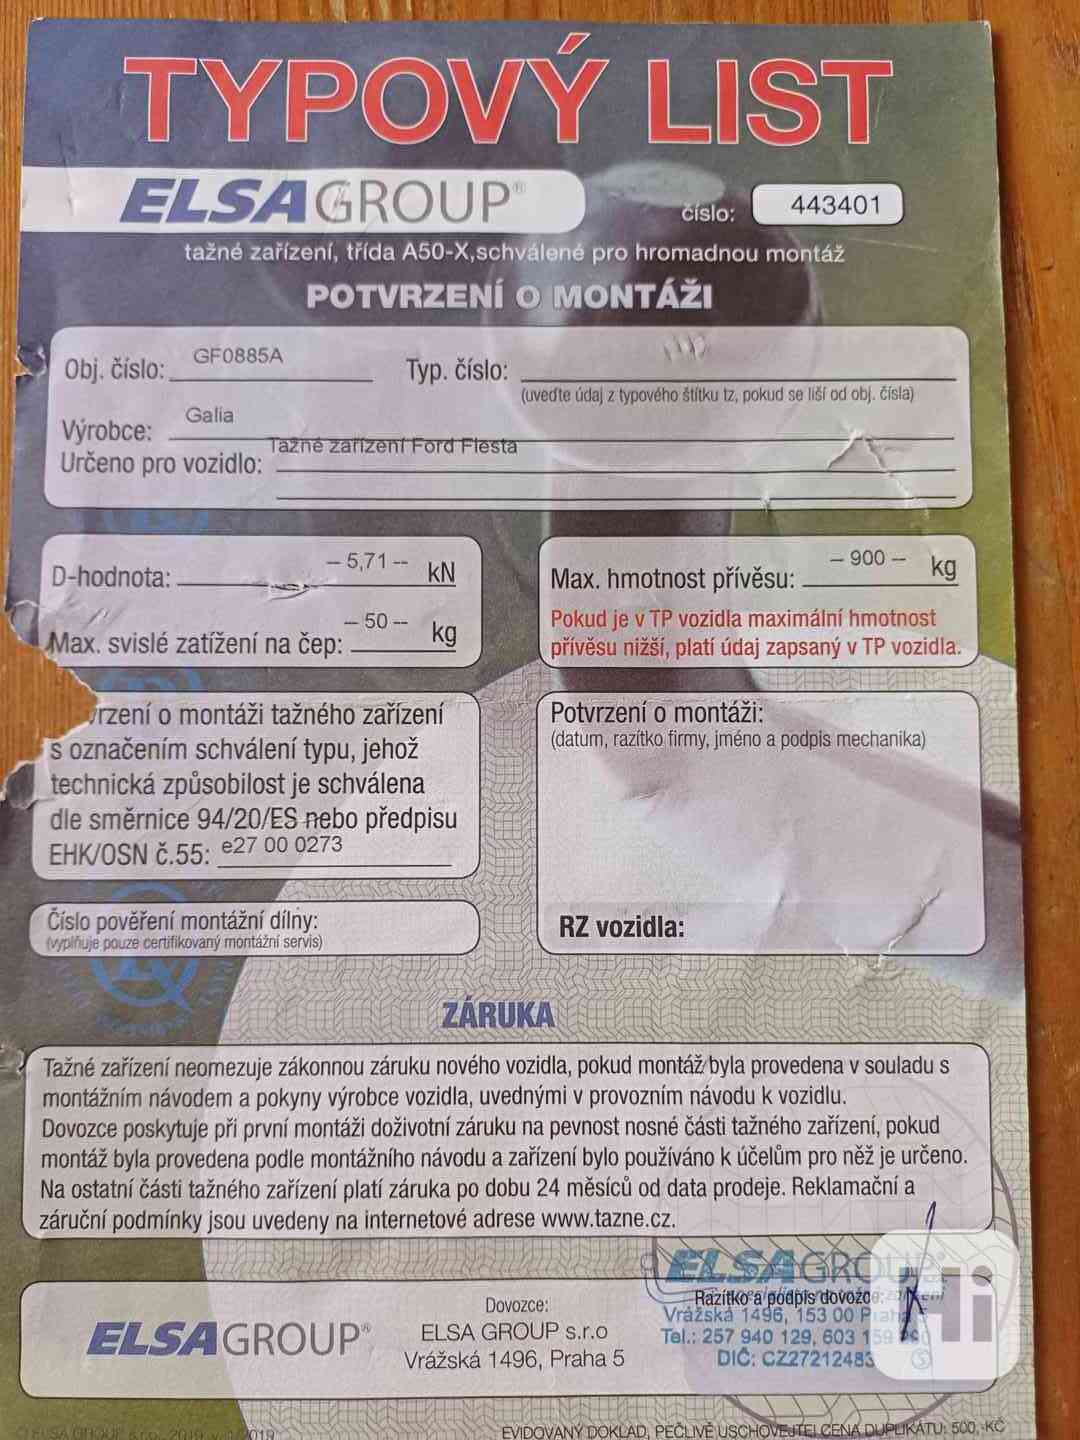 TYPOVÝ LIST
ELSAGROUP®
číslo: 443401
tažné zařízení, třída A50-X,schválené pro hromadnou montáž
POTVRZENÍ O MONTÁŽI
Obj. číslo: GF0885A Typ. číslo:
(uveďte údaj z typového štítku tz, pokud se liší od obj. čísla)
Výrobce: Galia
Určeno pro vozidlo: Tažné zařízení Ford Fiesta
D-hodnota: – 5,71 -- kN
Max. svislé zatížení na čep: – 50 -- kg
Max. hmotnost přívěsu: – 900 – kg
Pokud je v TP vozidla maximální hmotnost
přívěsu nižší, platí údaj zapsaný v TP vozidla.
rzení o montáži tažného zařízení
s označením schválení typu, jehož
technická způsobilost je schválena
dle směrnice 94/20/ES nebo předpisu
EHK/OSN č.55: e27 00 0273
Číslo pověření montážní dílny:
(vyplňuje pouze certifikovaný montážní servis)
Potvrzení o montáži:
(datum, razítko firmy, jméno a podpis mechanika)
RZ vozidla:
ZÁRUKA
Tažné zařízení neomezuje zákonnou záruku nového vozidla, pokud montáž byla provedena v souladu s
montážním návodem a pokyny výrobce vozidla, uvednými v provozním návodu k vozidlu.
Dovozce poskytuje při první montáži doživotní záruku na pevnost nosné části tažného zařízení, pokud
montáž byla provedena podle montážního návodu a zařízení bylo používáno k účelům pro něž je určeno.
Na ostatní části tažného zařízení platí záruka po dobu 24 měsíců od data prodeje. Reklamační a
záruční podmínky jsou uvedeny na internetové adrese www.tazne.cz.
ELSAGROUP®
Dovozce:
ELSA GROUP s.r.o
Vrážská 1496, Praha 5
ELSAGROUP®
Razítko a podpis dovozce:
Vrážská 1496, 153 00 Praha
Tel.: 257 940 129, 603 159
DIČ: CZ27212483
Hi
EVIDOVANÝ DOKLAD, PEČLIVĚ USCHOVEJTE! CENA DUPLIKÁTU: 500,-KČ